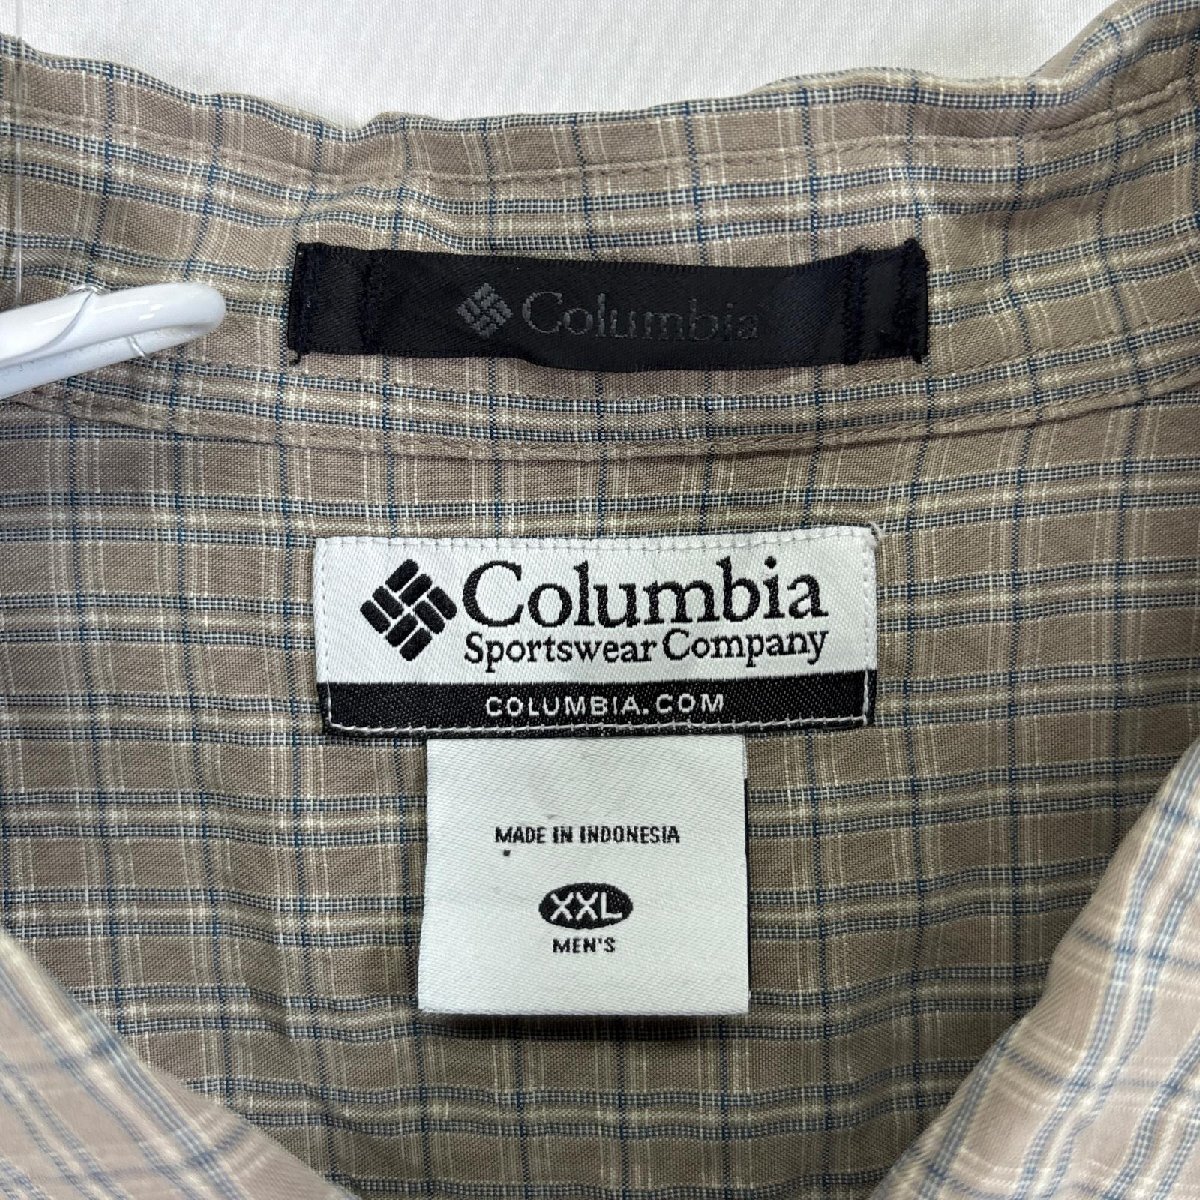 Columbia
Columbia
Sportswear Company
COLUMBIA.COM
MADE IN INDONESIA
XXL
MEN'S